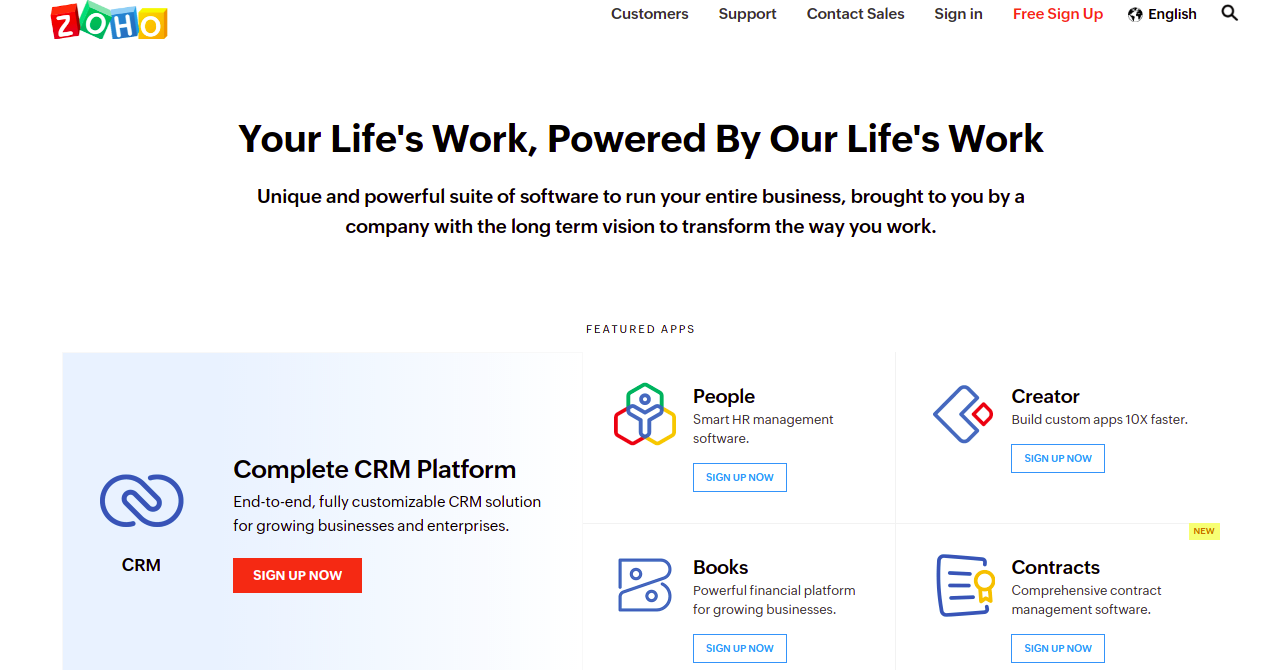 ZOHO
Customers Support Contact Sales Sign in Free Sign Up English
Your Life's Work, Powered By Our Life's Work
Unique and powerful suite of software to run your entire business, brought to you by a
company with the long term vision to transform the way you work.
FEATURED APPS
CRM
Complete CRM Platform
End-to-end, fully customizable CRM solution
for growing businesses and enterprises.
SIGN UP NOW
People
Smart HR management
software.
SIGN UP NOW
Creator
Build custom apps 10X faster.
SIGN UP NOW
Books
Powerful financial platform
for growing businesses.
SIGN UP NOW
NEW
Contracts
Comprehensive contract
management software.
SIGN UP NOW